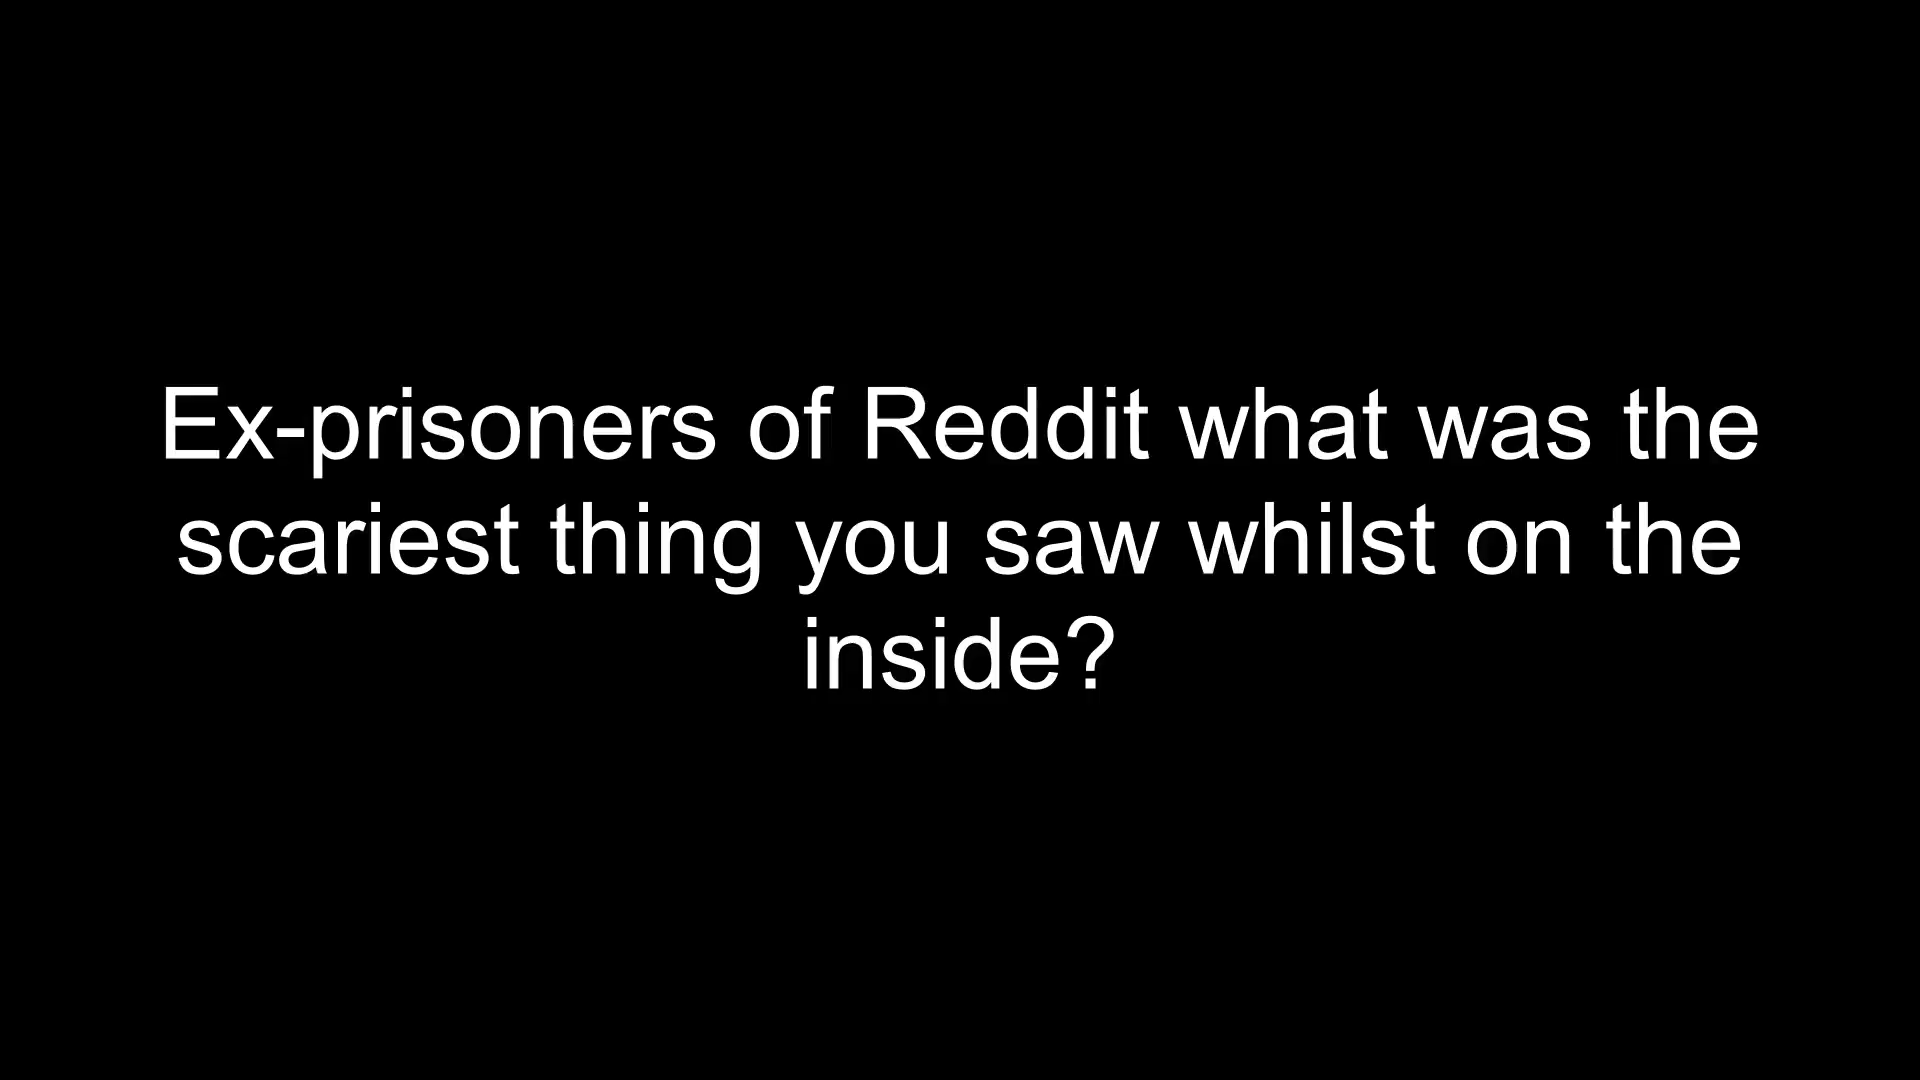 Ex-prisoners of Reddit what was the
scariest thing you saw whilst on the
inside?